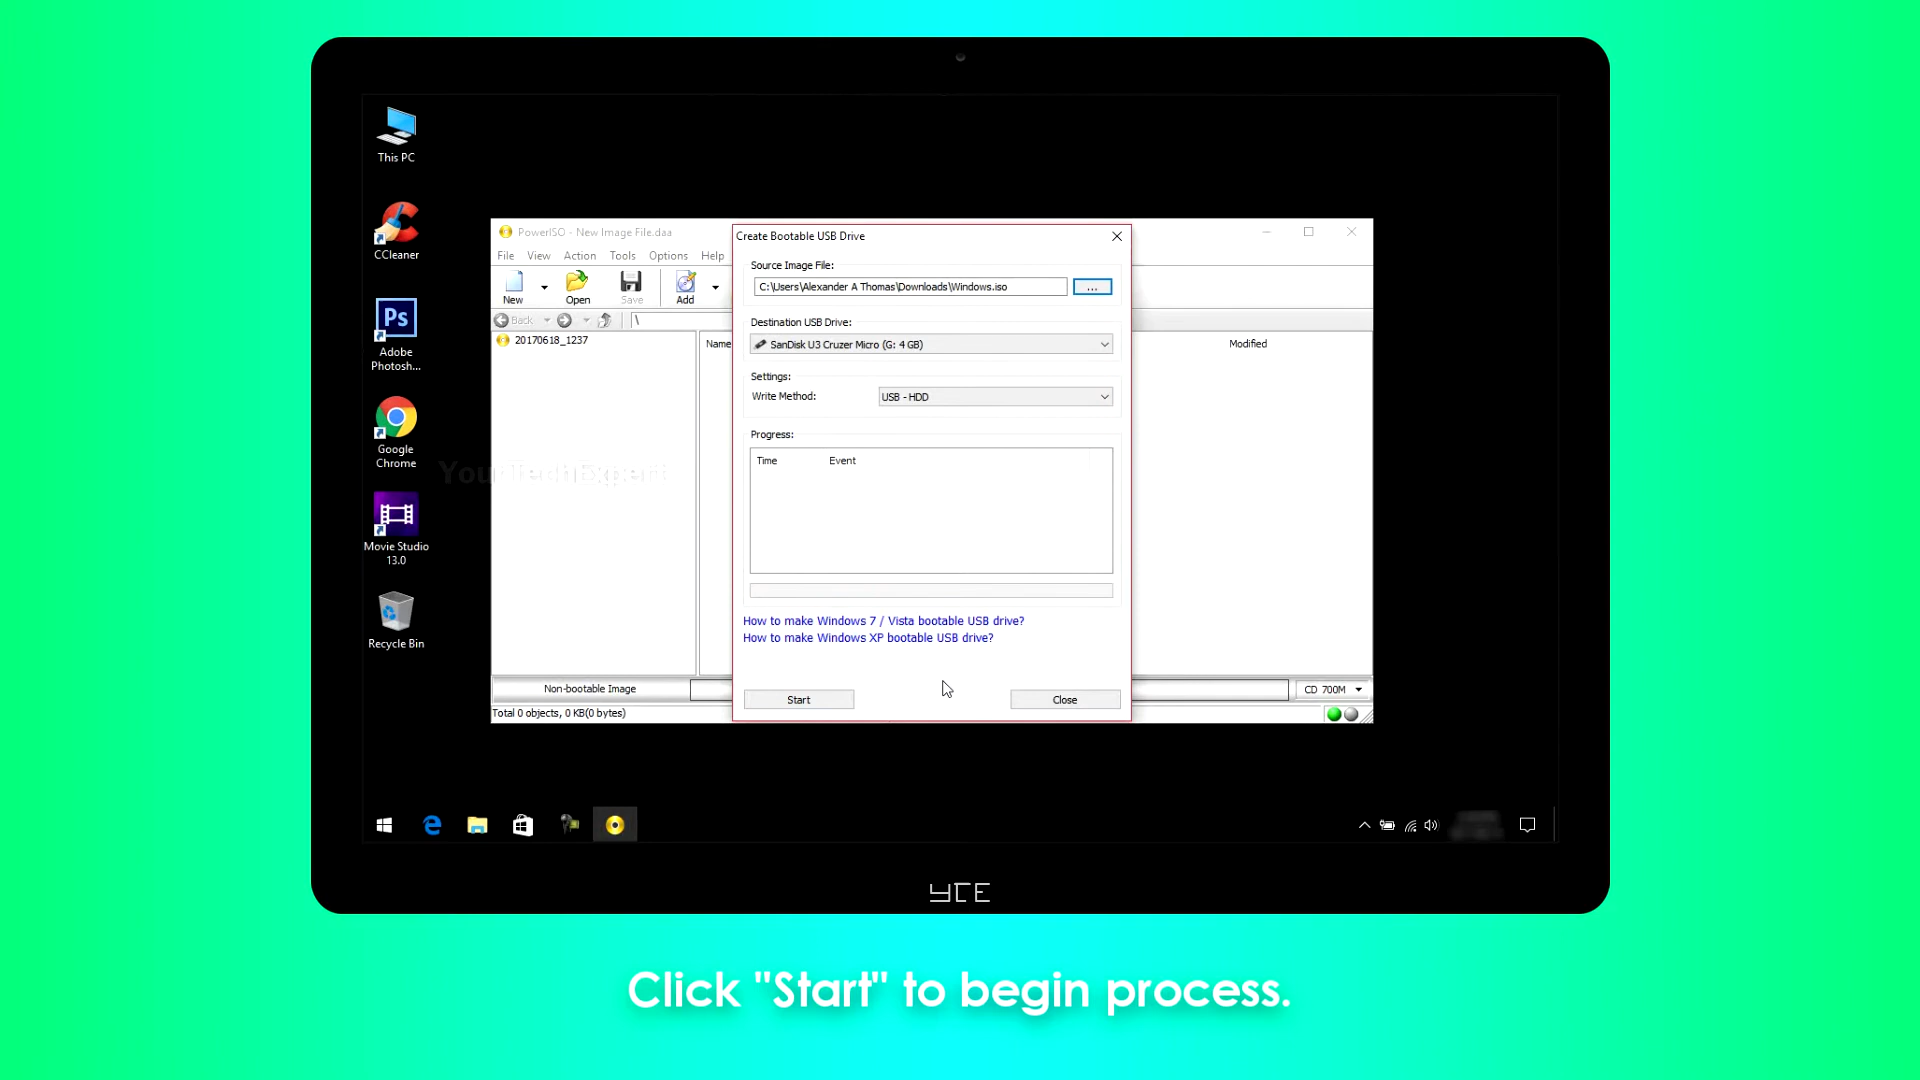 This PC
CCleaner
Adobe
Photosh...
Google
Chrome
Movie Studio
13.0
Recycle Bin
PowerISO - New Image File.daa
File View Action Tools Options Help
New
Open
Save
Add
Back
\
20170618_1237
Name
Modified
Create Bootable USB Drive
Source Image File:
C:\Users\Alexander A Thomas\Downloads\Windows.iso
...
Destination USB Drive:
SanDisk U3 Cruzer Micro (G: 4 GB)
Settings:
Write Method:
USB - HDD
Progress:
Time Event
How to make Windows 7 / Vista bootable USB drive?
How to make Windows XP bootable USB drive?
Start
Close
Non-bootable Image
CD 700M
Total 0 objects, 0 KB(0 bytes)
Your Tech Expert
YTE
Click "Start" to begin process.